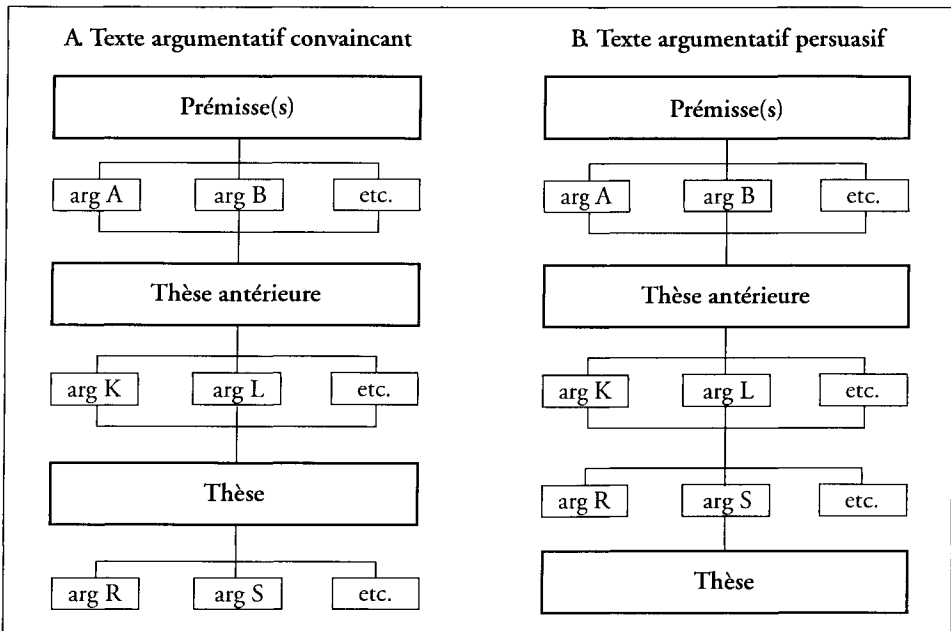 A. Texte argumentatif convaincant
Prémisse(s)
arg A arg B etc.
Thèse antérieure
arg K arg L etc.
Thèse
arg R arg S etc.
B. Texte argumentatif persuasif
Prémisse(s)
arg A arg B etc.
Thèse antérieure
arg K arg L etc.
arg R arg S etc.
Thèse